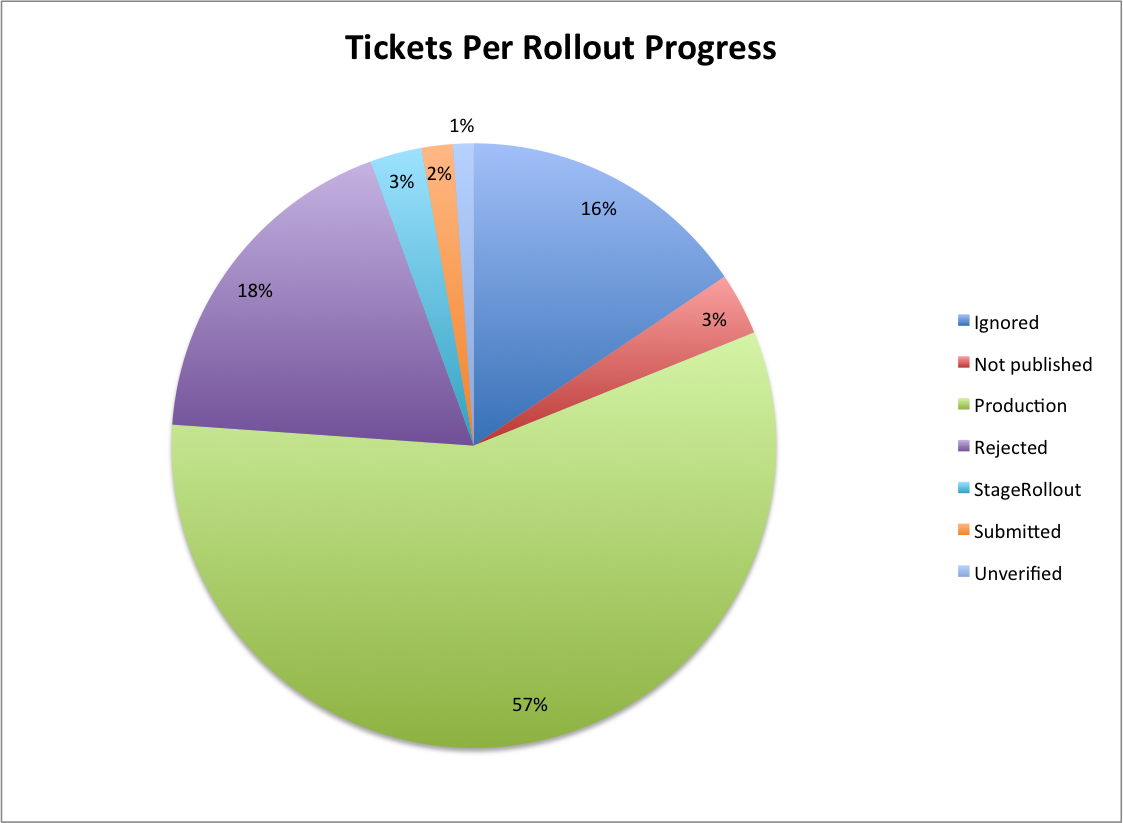 Tickets Per Rollout Progress
1%
2%
3%
16%
18%
3%
57%
Ignored
Not published
Production
Rejected
StageRollout
Submitted
Unverified